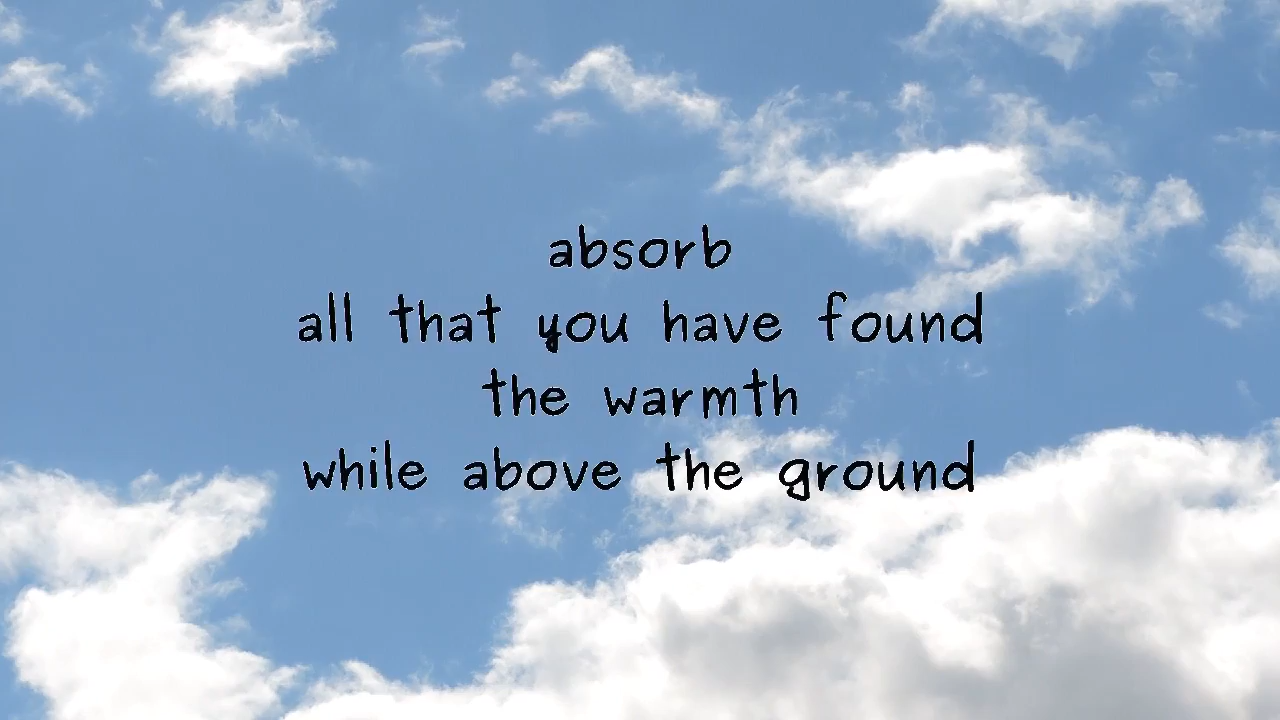 absorb
all that you have found
the warmth
while above the ground